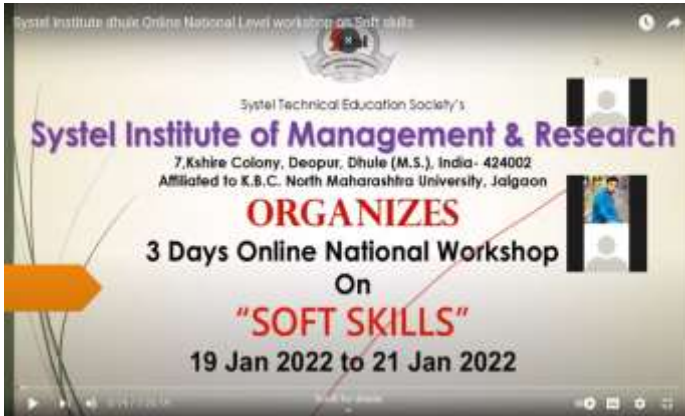 Systel Institute dhule Online National Level workshop on Soft skills
Systel Technical Education Society's
Systel Institute of Management & Research
7,Kshire Colony, Deopur, Dhule (M.S.), India- 424002
Affiliated to K.B.C. North Maharashtra University, Jalgaon
ORGANIZES
3 Days Online National Workshop
On
“SOFT SKILLS”
19 Jan 2022 to 21 Jan 2022